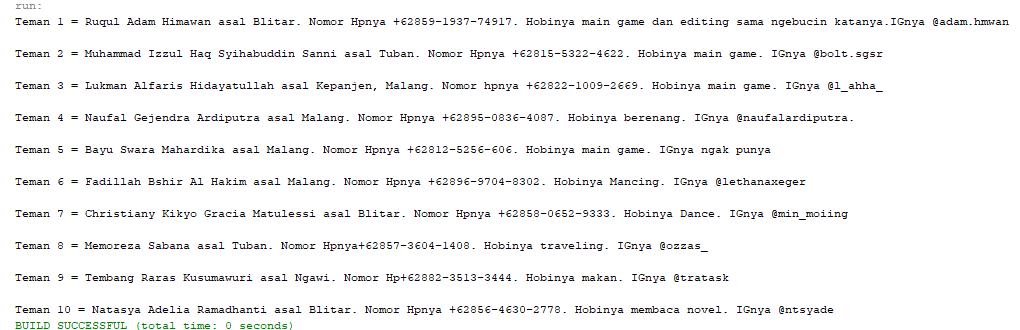 run:
Teman 1 = Ruqul Adam Himawan asal Blitar. Nomor Hpnya +62859-1937-74917. Hobinya main game dan editing sama ngebucin katanya.IGnya @adam.hmwan
Teman 2 = Muhammad Izzul Haq Syihabuddin Sanni asal Tuban. Nomor Hpnya +62815-5322-4622. Hobinya main game. IGnya @bolt.sgsr
Teman 3 = Lukman Alfaris Hidayatullah asal Kepanjen, Malang. Nomor hpnya +62822-1009-2669. Hobinya main game. IGnya @l_ahha_
Teman 4 = Naufal Gejendra Ardiputra asal Malang. Nomor Hpnya +62895-0836-4087. Hobinya berenang. IGnya @naufalardiputra.
Teman 5 = Bayu Swara Mahardika asal Malang. Nomor Hpnya +62812-5256-606. Hobinya main game. IGnya ngak punya
Teman 6 = Fadillah Bshir Al Hakim asal Malang. Nomor Hpnya +62896-9704-8302. Hobinya Mancing. IGnya @lethanaxeger
Teman 7 = Christiany Kikyo Gracia Matulessi asal Blitar. Nomor Hpnya +62858-0652-9333. Hobinya Dance. IGnya @min_moiing
Teman 8 = Memoreza Sabana asal Tuban. Nomor Hpnya+62857-3604-1408. Hobinya traveling. IGnya @ozzas_
Teman 9 = Tembang Raras Kusumawuri asal Ngawi. Nomor Hp+62882-3513-3444. Hobinya makan. IGnya @tratask
Teman 10 = Natasya Adelia Ramadhanti asal Blitar. Nomor Hpnya +62856-4630-2778. Hobinya membaca novel. IGnya @ntsyade
BUILD SUCCESSFUL (total time: 0 seconds)